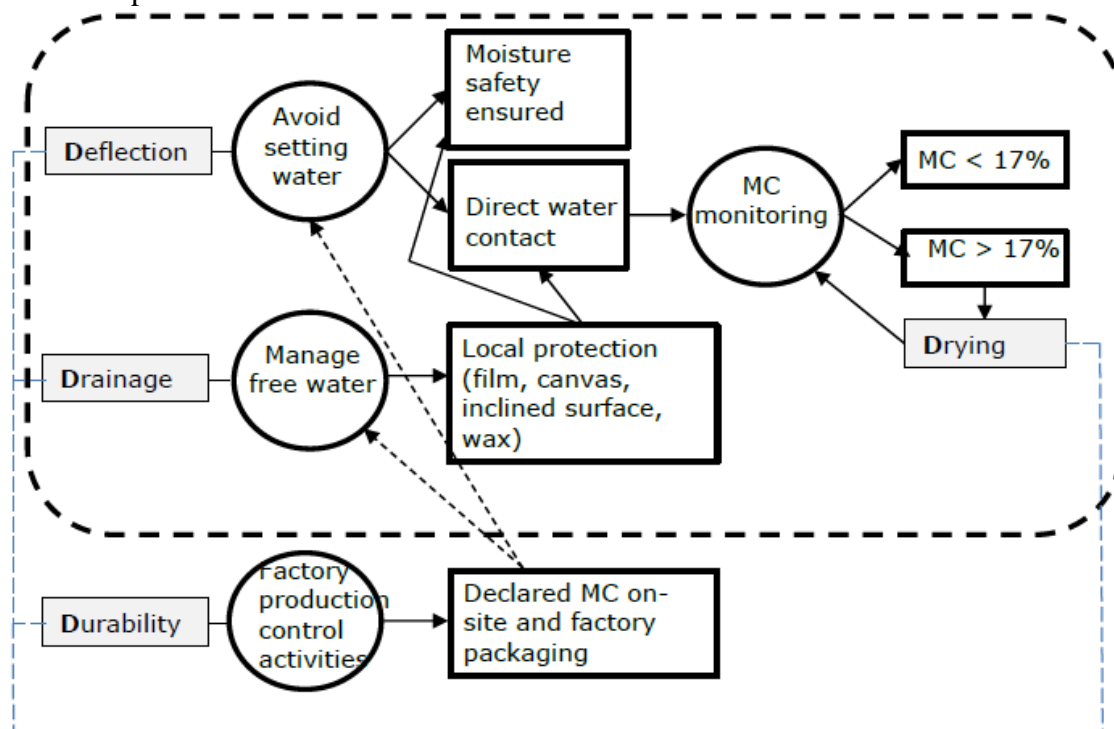 Moisture
safety
ensured
Avoid
setting
water
Deflection
MC < 17%
MC
monitoring
Direct water
contact
MC > 17%
Drying
Local protection
(film, canvas,
inclined surface,
wax)
Manage
free water
Drainage
Factory
production
control
activities
Declared MC on-
site and factory
packaging
Durability